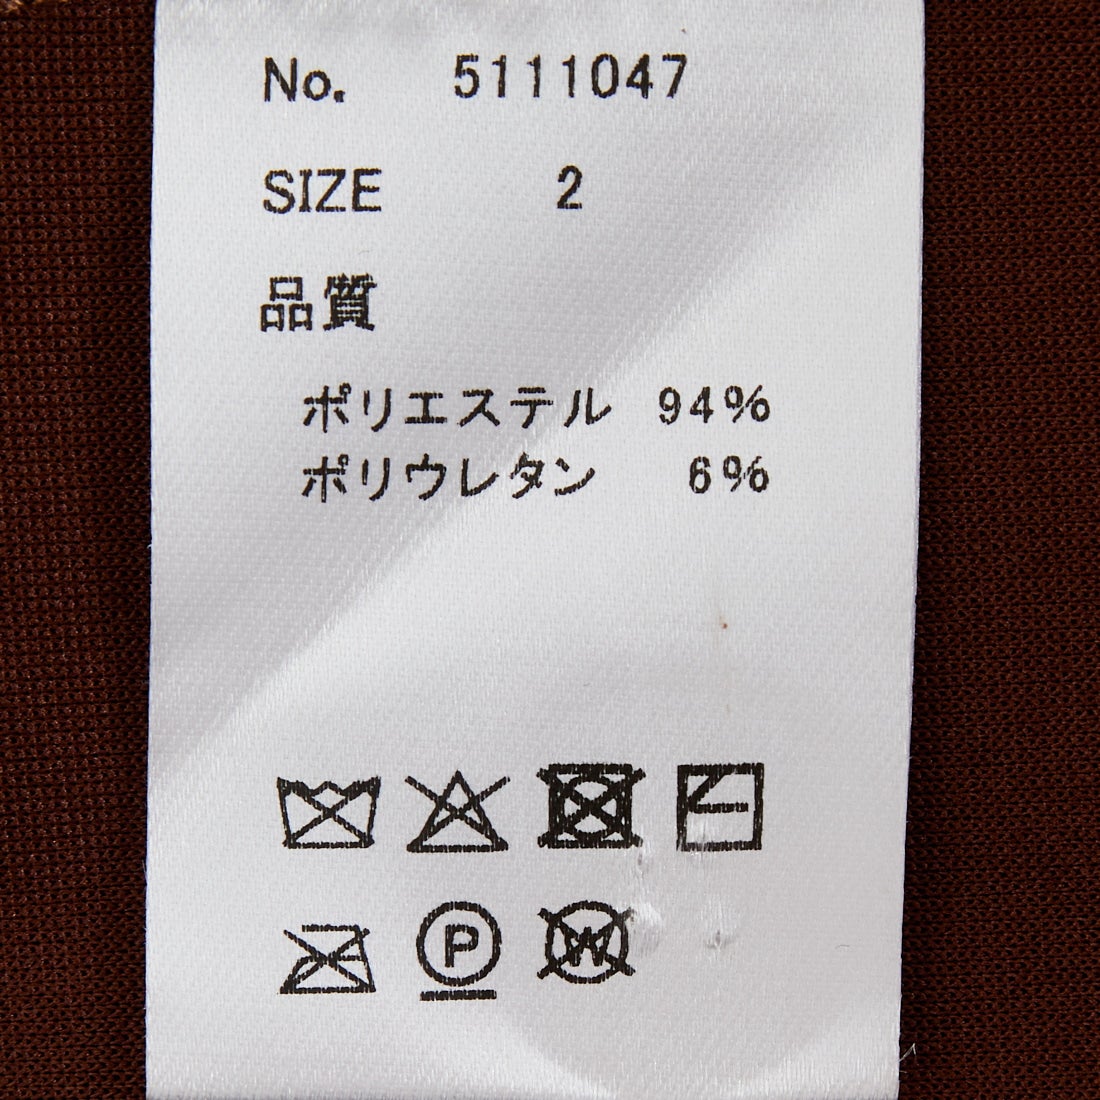 No. 5111047
SIZE 2
品質
ポリエステル 94%
ポリウレタン 6%
P W